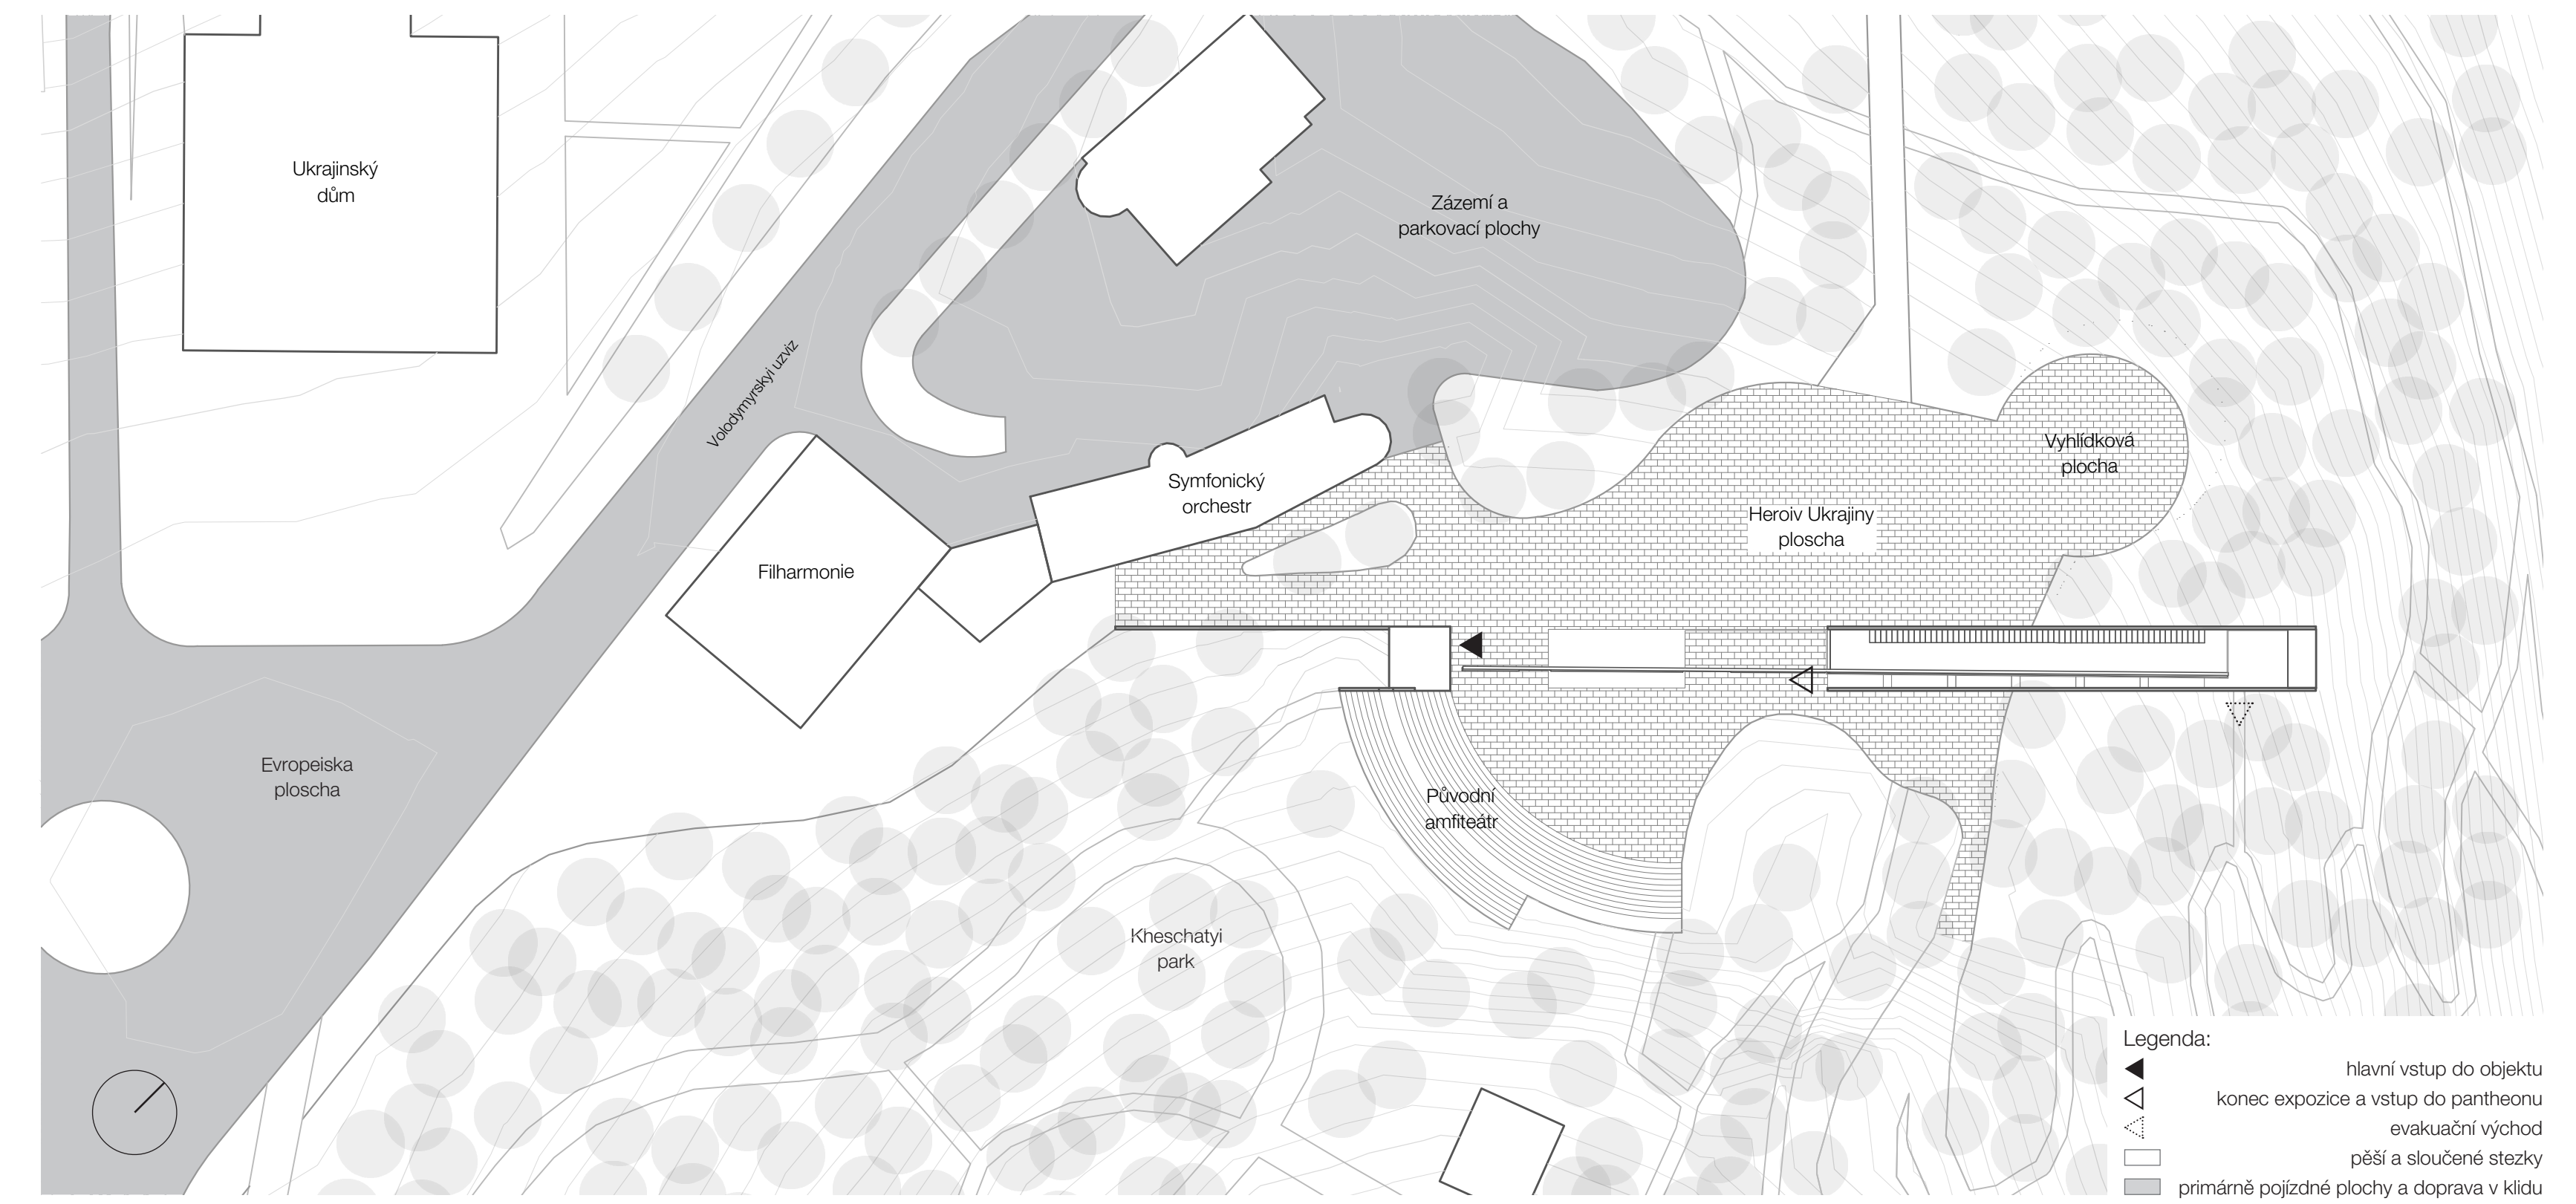 Ukrajinský
dům
Zázemí a
parkovací plochy
Volodymyrskyi uzviz
Vyhlídková
plocha
Symfonický
orchestr
Heroiv Ukrajiny
ploscha
Filharmonie
Evropeiska
ploscha
Původní
amfiteátr
Kheschatyi
park
Legenda:
hlavní vstup do objektu
konec expozice a vstup do pantheonu
evakuační východ
pěší a sloučené stezky
primárně pojízdné plochy a doprava v klidu